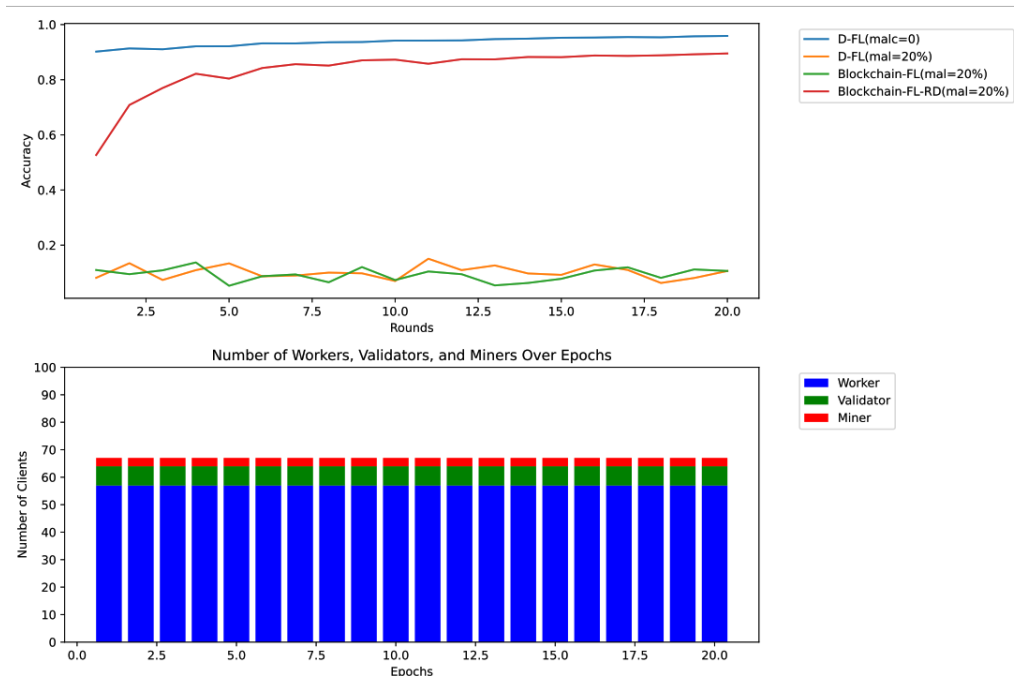 1.0
0.8
0.6
0.4
0.2
Accuracy
2.5 5.0 7.5 10.0 12.5 15.0 17.5 20.0
Rounds
D-FL(malc=0)
D-FL(mal=20%)
Blockchain-FL(mal=20%)
Blockchain-FL-RD(mal=20%)
Number of Workers, Validators, and Miners Over Epochs
100
90
80
70
60
50
40
30
20
10
0
Number of Clients
0.0 2.5 5.0 7.5 10.0 12.5 15.0 17.5 20.0
Epochs
Worker
Validator
Miner